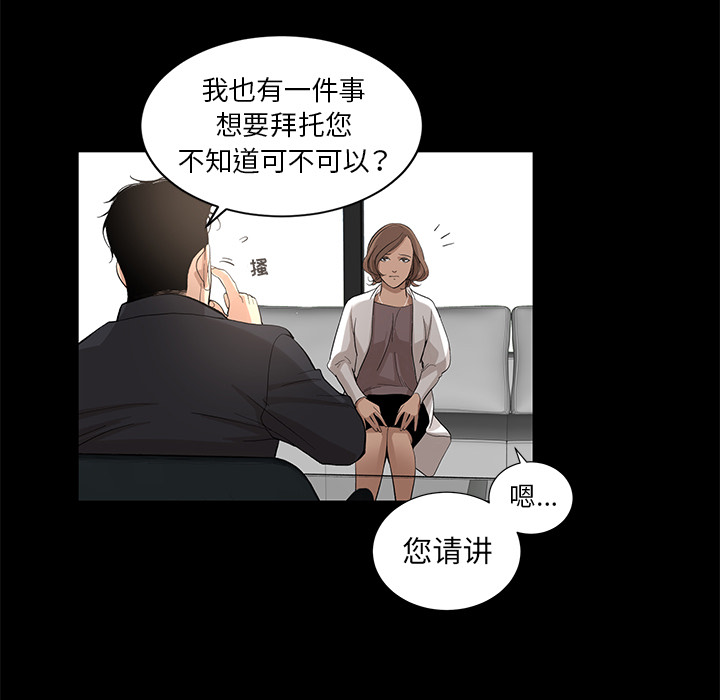 我也有一件事
想要拜托您
不知道可不可以？
搔
嗯…
您请讲